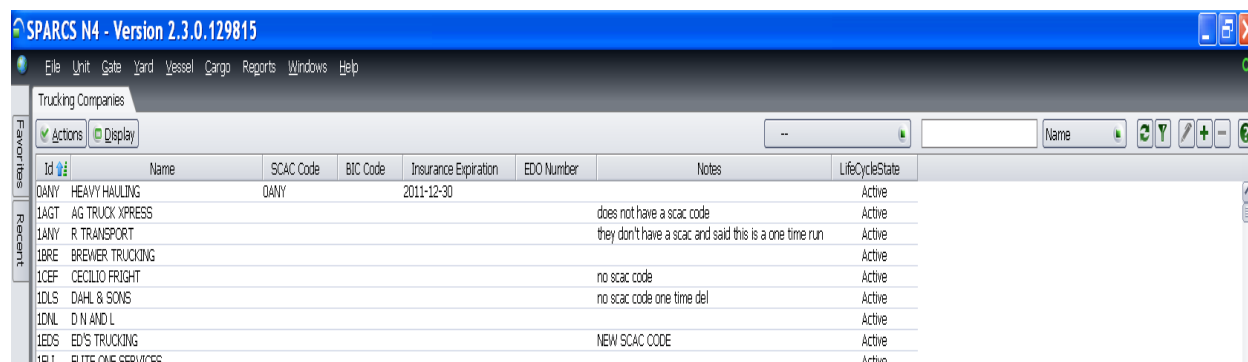 SPARCS N4 - Version 2.3.0.129815
File Unit Gate Yard Vessel Cargo Reports Windows Help
Trucking Companies
Actions Display -- Name
Favorites
Recent
Id Name SCAC Code BIC Code Insurance Expiration EDO Number Notes LifeCycleState
0ANY HEAVY HAULING 0ANY 2011-12-30 Active
1AGT AG TRUCK XPRESS does not have a scac code Active
1ANY R TRANSPORT they don't have a scac and said this is a one time run Active
1BRE BREWER TRUCKING Active
1CEF CECILIO FRIGHT no scac code Active
1DLS DAHL & SONS no scac code one time del Active
1DNL D N AND L Active
1EDS ED'S TRUCKING NEW SCAC CODE Active
ELITE ONE SERVICES Active